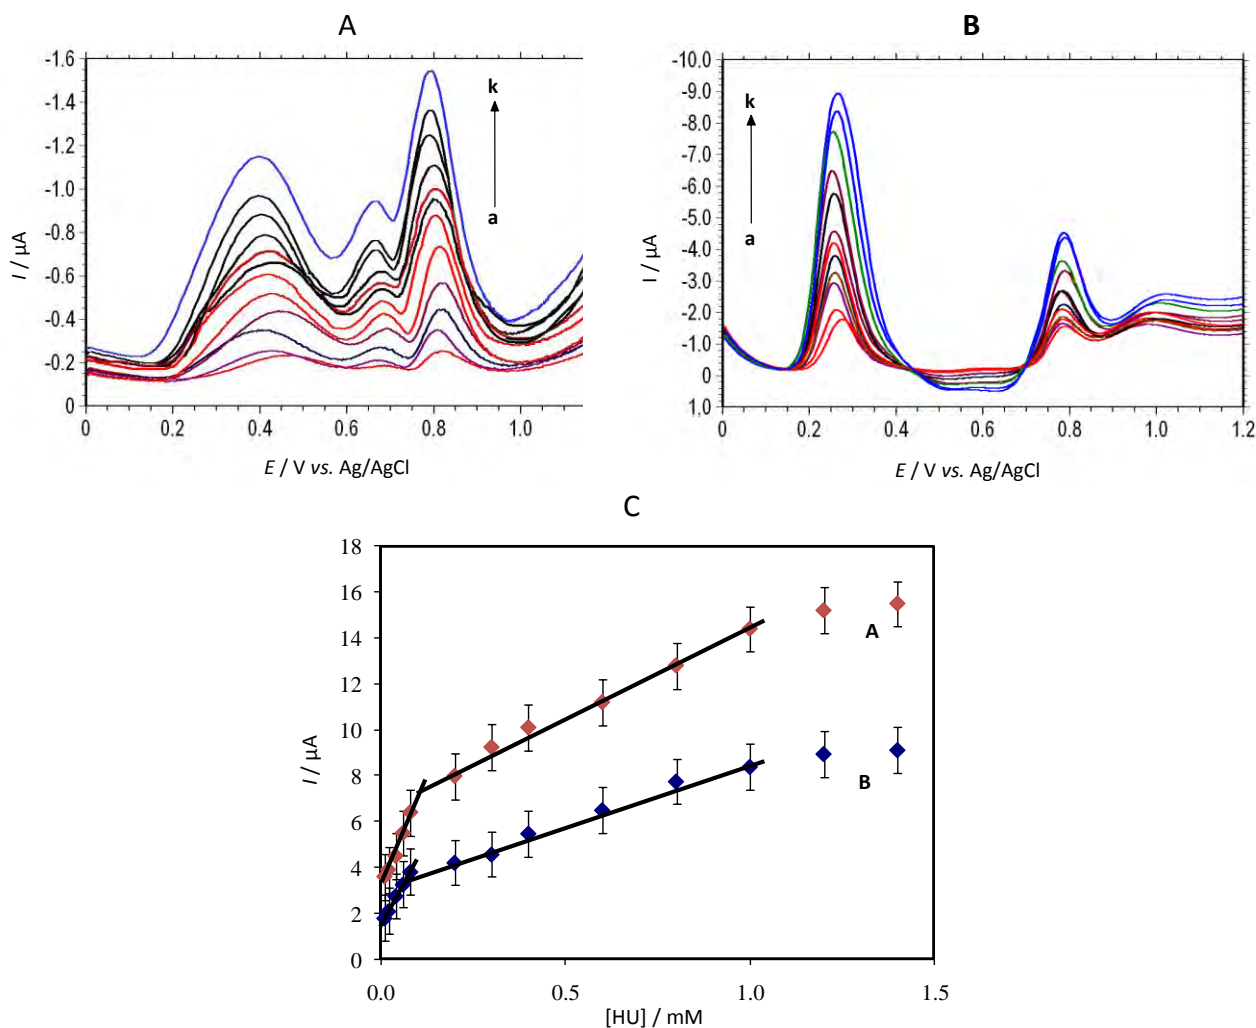 A
-1.6
-1.4
-1.2
-1.0
-0.8
-0.6
-0.4
-0.2
0
I / µA
k
a
0 0.2 0.4 0.6 0.8 1.0
E / V vs. Ag/AgCl
B
-10.0
-9.0
-8.0
-7.0
-6.0
-5.0
-4.0
-3.0
-2.0
-1.0
0
1.0
I / µA
k
a
0 0.2 0.4 0.6 0.8 1.0 1.2
E / V vs. Ag/AgCl
C
18
16
14
12
10
8
6
4
2
0
I / µA
A
B
0.0 0.5 1.0 1.5
[HU] / mM